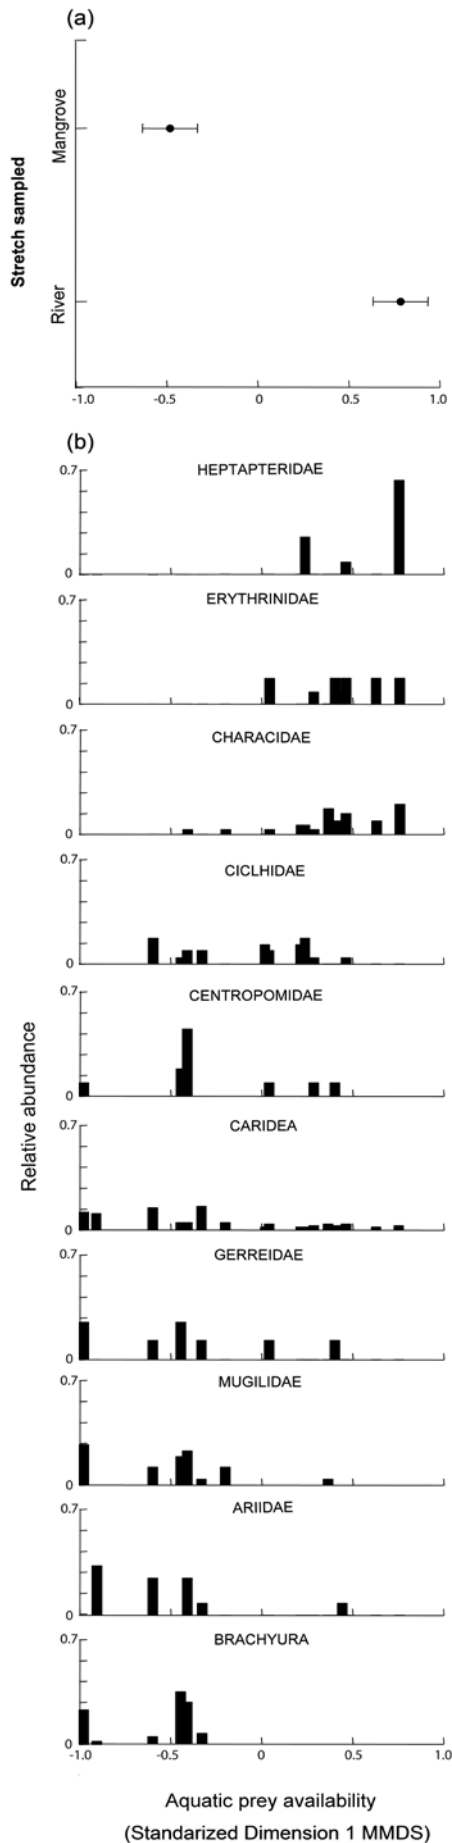 (a)
Stretch sampled
Mangrove
River
-1.0 -0.5 0 0.5 1.0
(b)
Relative abundance
HEPTAPTERIDAE
0.7
0
ERYTHRINIDAE
0.7
0
CHARACIDAE
0.7
0
CICLHIDAE
0.7
0
CENTROPOMIDAE
0.7
0
CARIDEA
0.7
0
GERREIDAE
0.7
0
MUGILIDAE
0.7
0
ARIIDAE
0.7
0
BRACHYURA
0.7
0
-1.0 -0.5 0 0.5 1.0
Aquatic prey availability
(Standarized Dimension 1 MMDS)